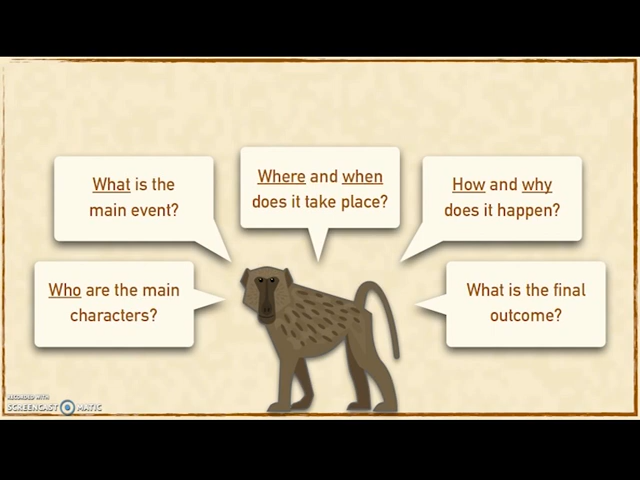 What is the
main event?
Where and when
does it take place?
How and why
does it happen?
Who are the main
characters?
What is the final
outcome?
RECORDED WITH
SCREENCAST MATIC